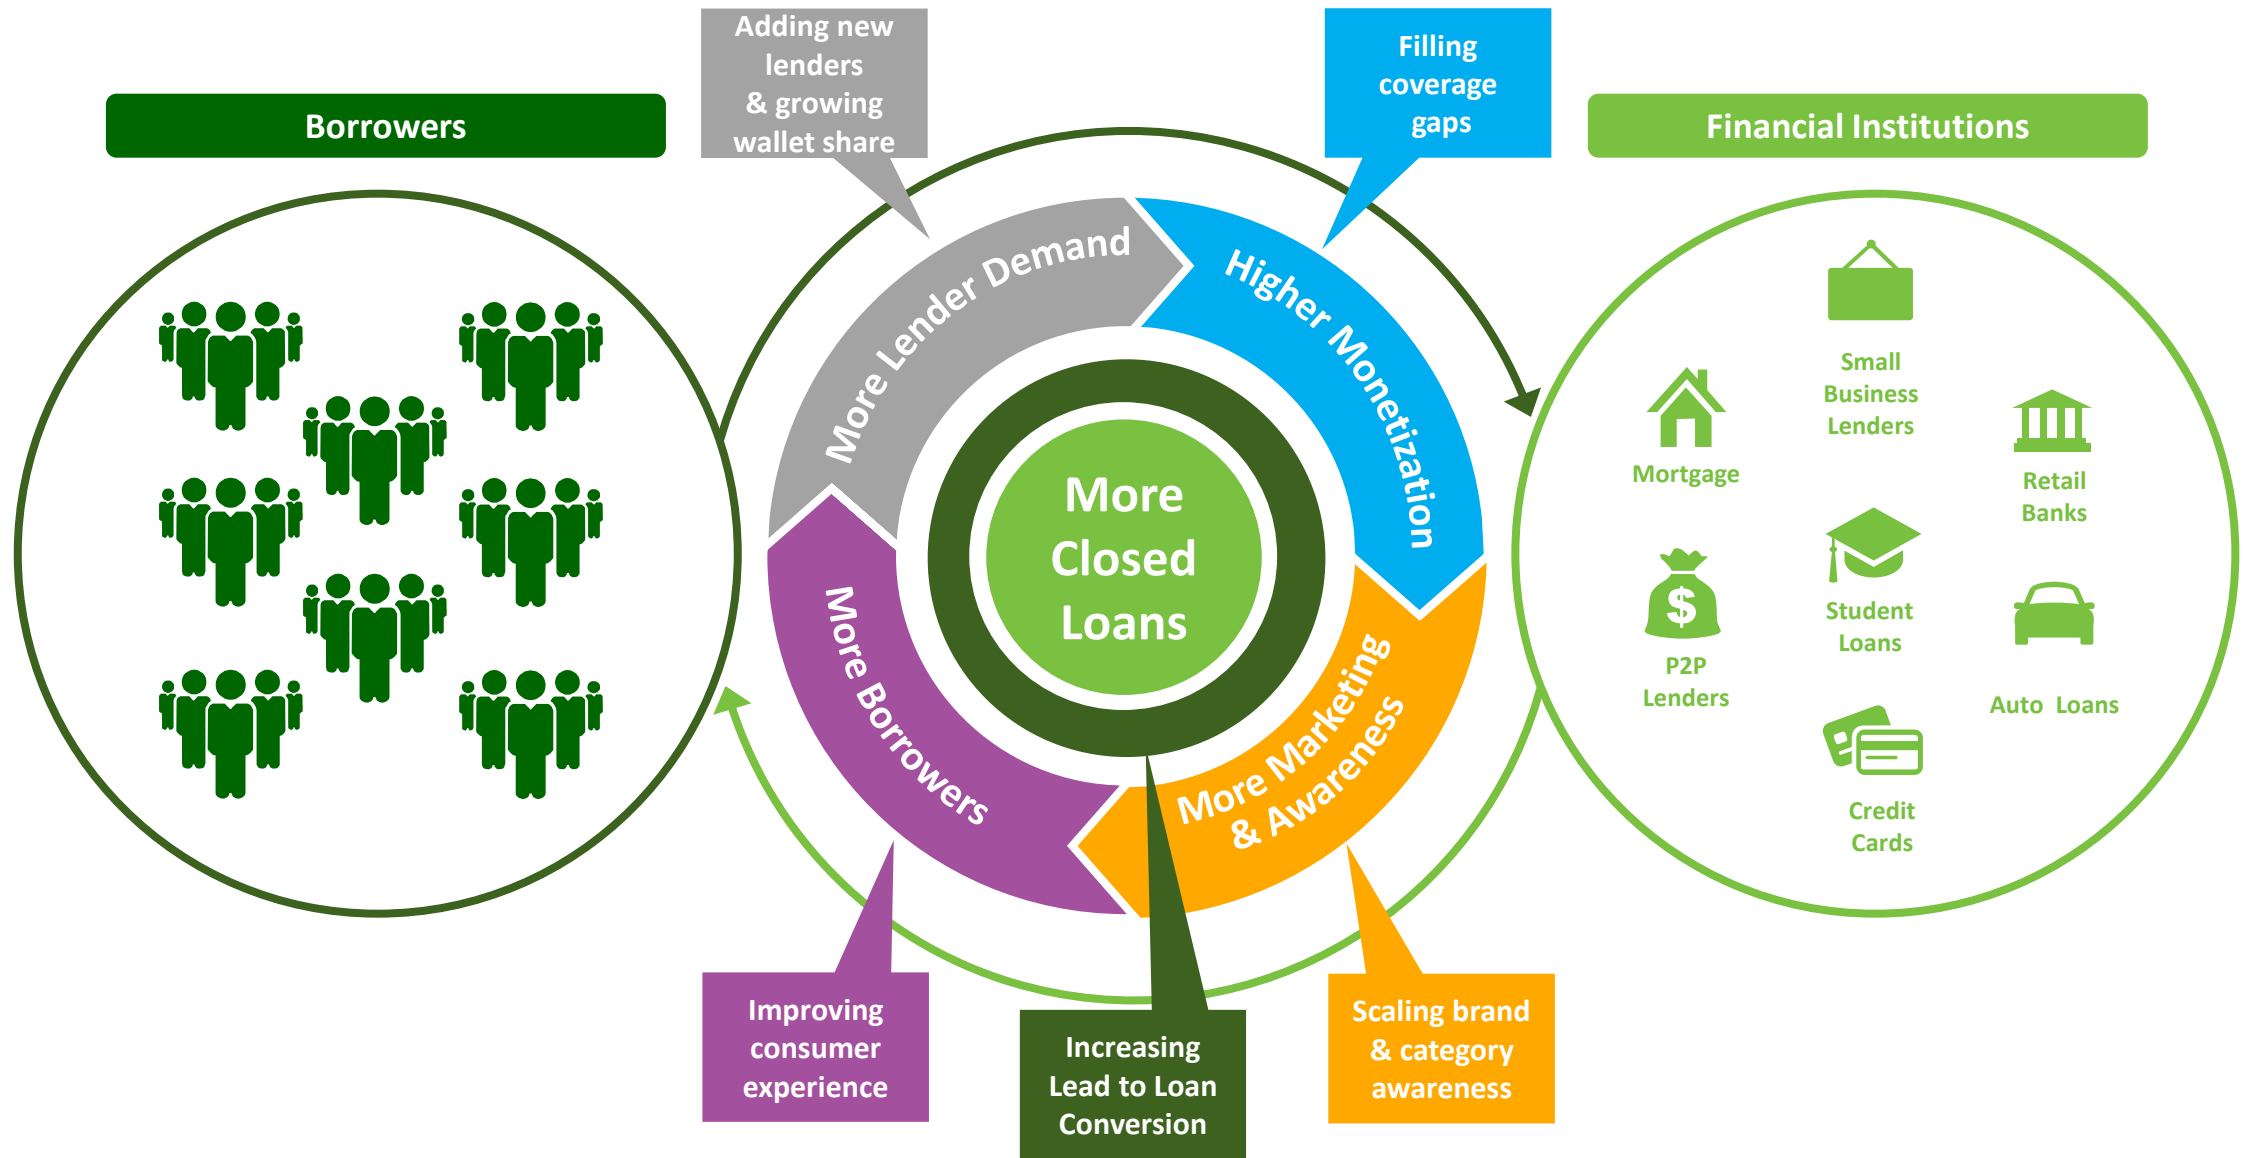 Borrowers
Adding new
lenders
& growing
wallet share
Filling
coverage
gaps
Financial Institutions
More Lender Demand
Higher Monetization
More Marketing
& Awareness
More Borrowers
More
Closed
Loans
Small
Business
Lenders
Mortgage
Retail
Banks
Student
Loans
P2P
Lenders
Auto Loans
Credit
Cards
$
Improving
consumer
experience
Increasing
Lead to Loan
Conversion
Scaling brand
& category
awareness